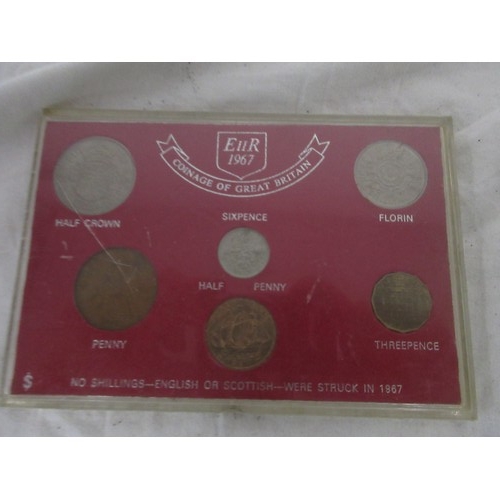 EIIR
1967
COINAGE OF GREAT BRITAIN
HALF CROWN
SIXPENCE
FLORIN
HALF PENNY
PENNY
THREEPENCE
$
NO SHILLINGS—ENGLISH OR SCOTTISH—WERE STRUCK IN 1967